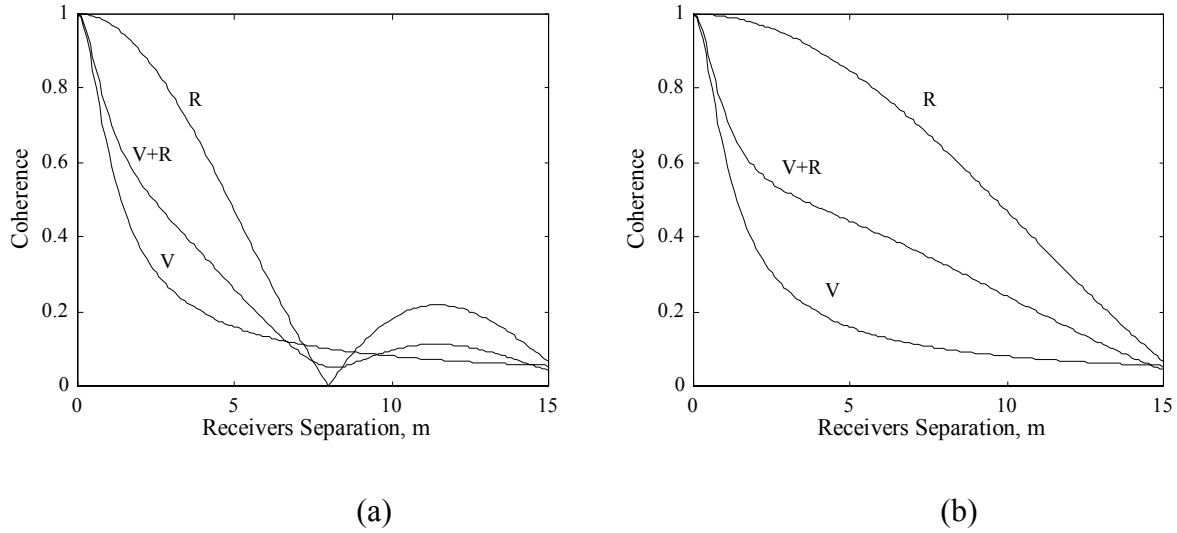 1
0.8
0.6
0.4
0.2
0
Coherence
R
V+R
V
0 5 10 15
Receivers Separation, m
(a)
1
0.8
0.6
0.4
0.2
0
Coherence
R
V+R
V
0 5 10 15
Receivers Separation, m
(b)